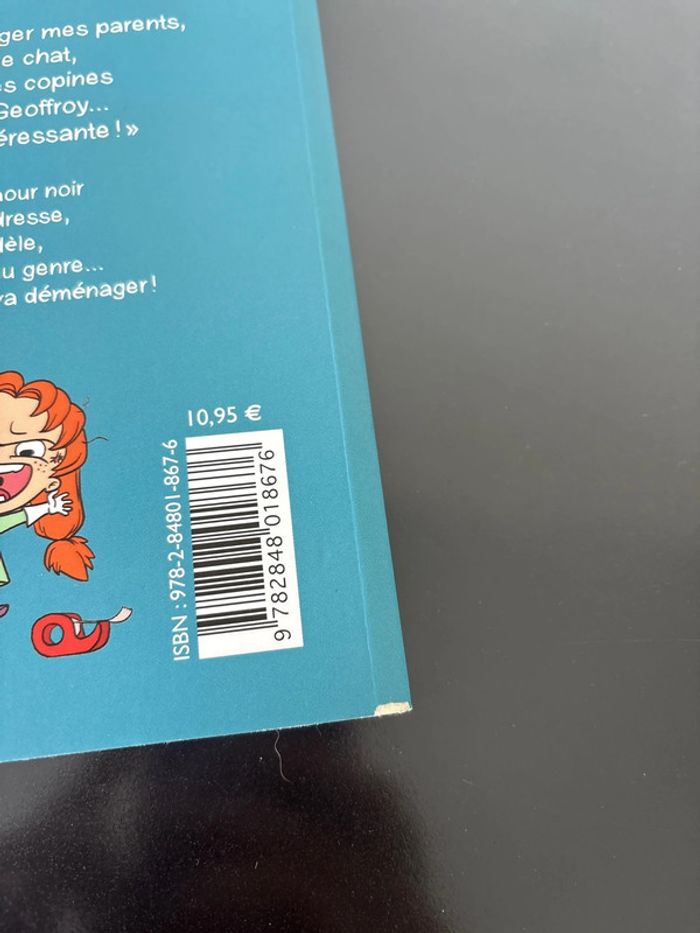 ger mes parents,
e chat,
s copines
Geoffroy...
éressante ! »
our noir
dresse,
dèle,
u genre...
va déménager !
10,95 €
ISBN : 978-2-84801-867-6
9 782848 018676